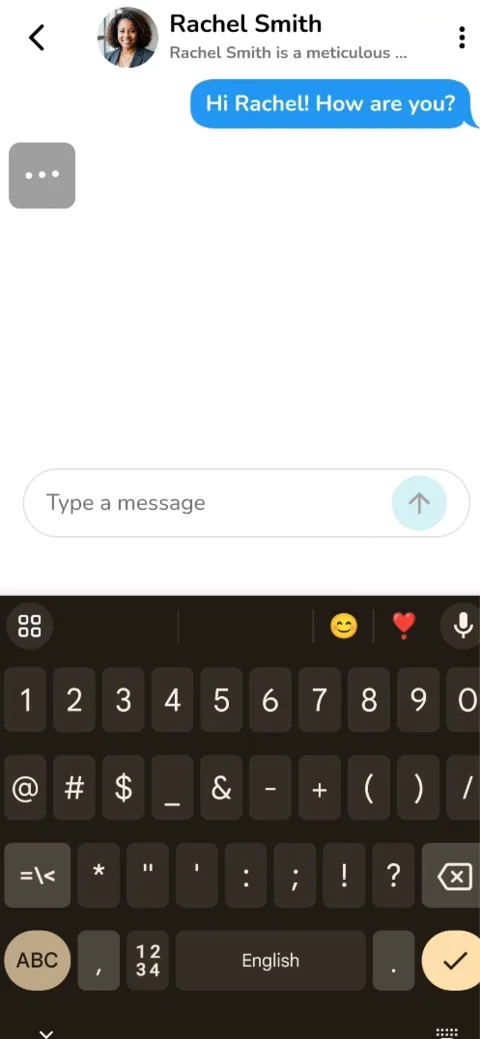 Rachel Smith
Rachel Smith is a meticulous ...
Hi Rachel! How are you?
Type a message
1 2 3 4 5 6 7 8 9 0
@ # $ _ & - + ( ) /
=\< * " ' : ; ! ?
ABC , 12 34 English .